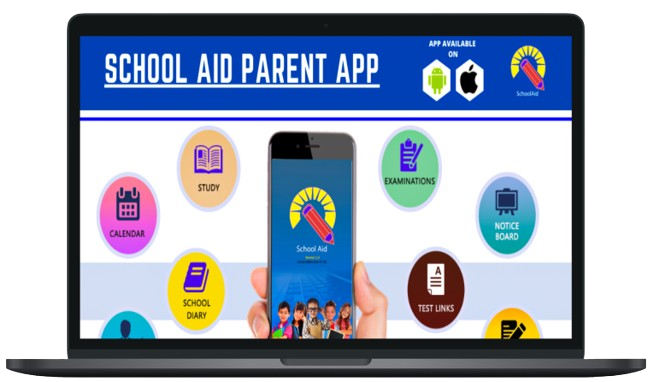 SCHOOL AID PARENT APP
APP AVAILABLE
ON
SchoolAid
STUDY
EXAMINATIONS
CALENDAR
NOTICE
BOARD
School Aid
SCHOOL
DIARY
A
TEST LINKS